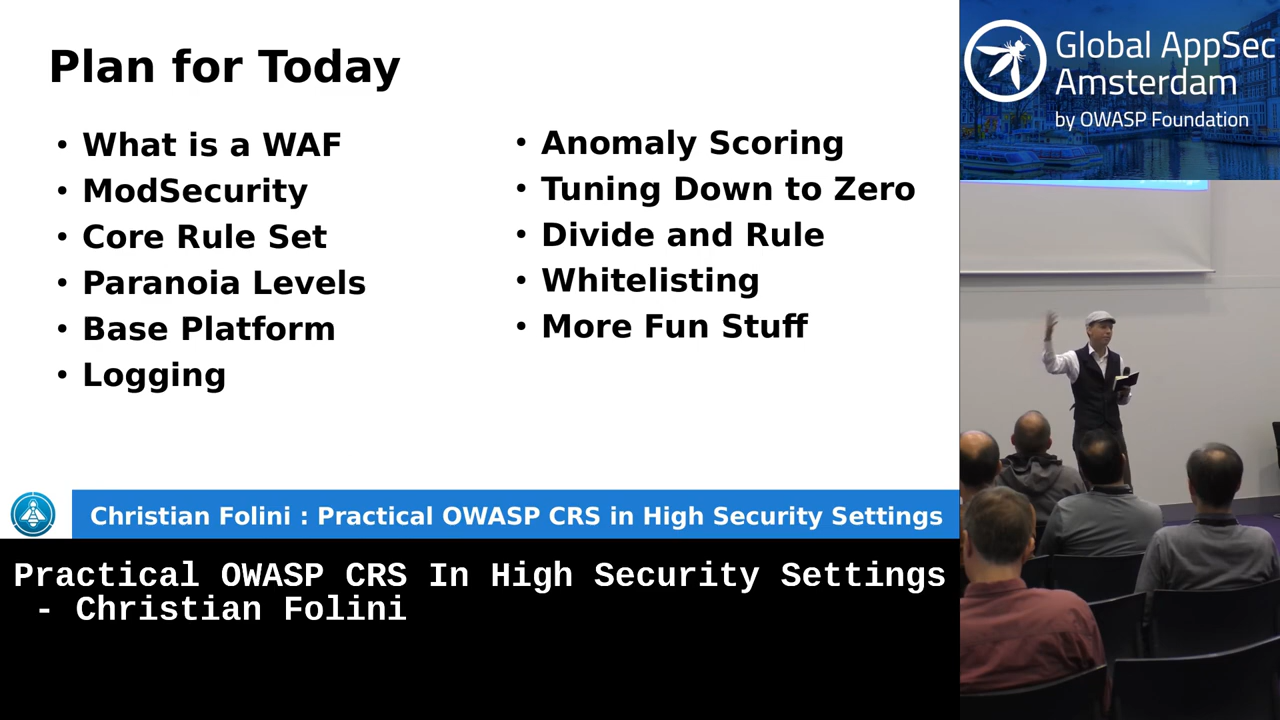 Plan for Today
• What is a WAF
• ModSecurity
• Core Rule Set
• Paranoia Levels
• Base Platform
• Logging
• Anomaly Scoring
• Tuning Down to Zero
• Divide and Rule
• Whitelisting
• More Fun Stuff
Christian Folini : Practical OWASP CRS in High Security Settings
Practical OWASP CRS In High Security Settings
- Christian Folini
Global AppSec
Amsterdam
by OWASP Foundation